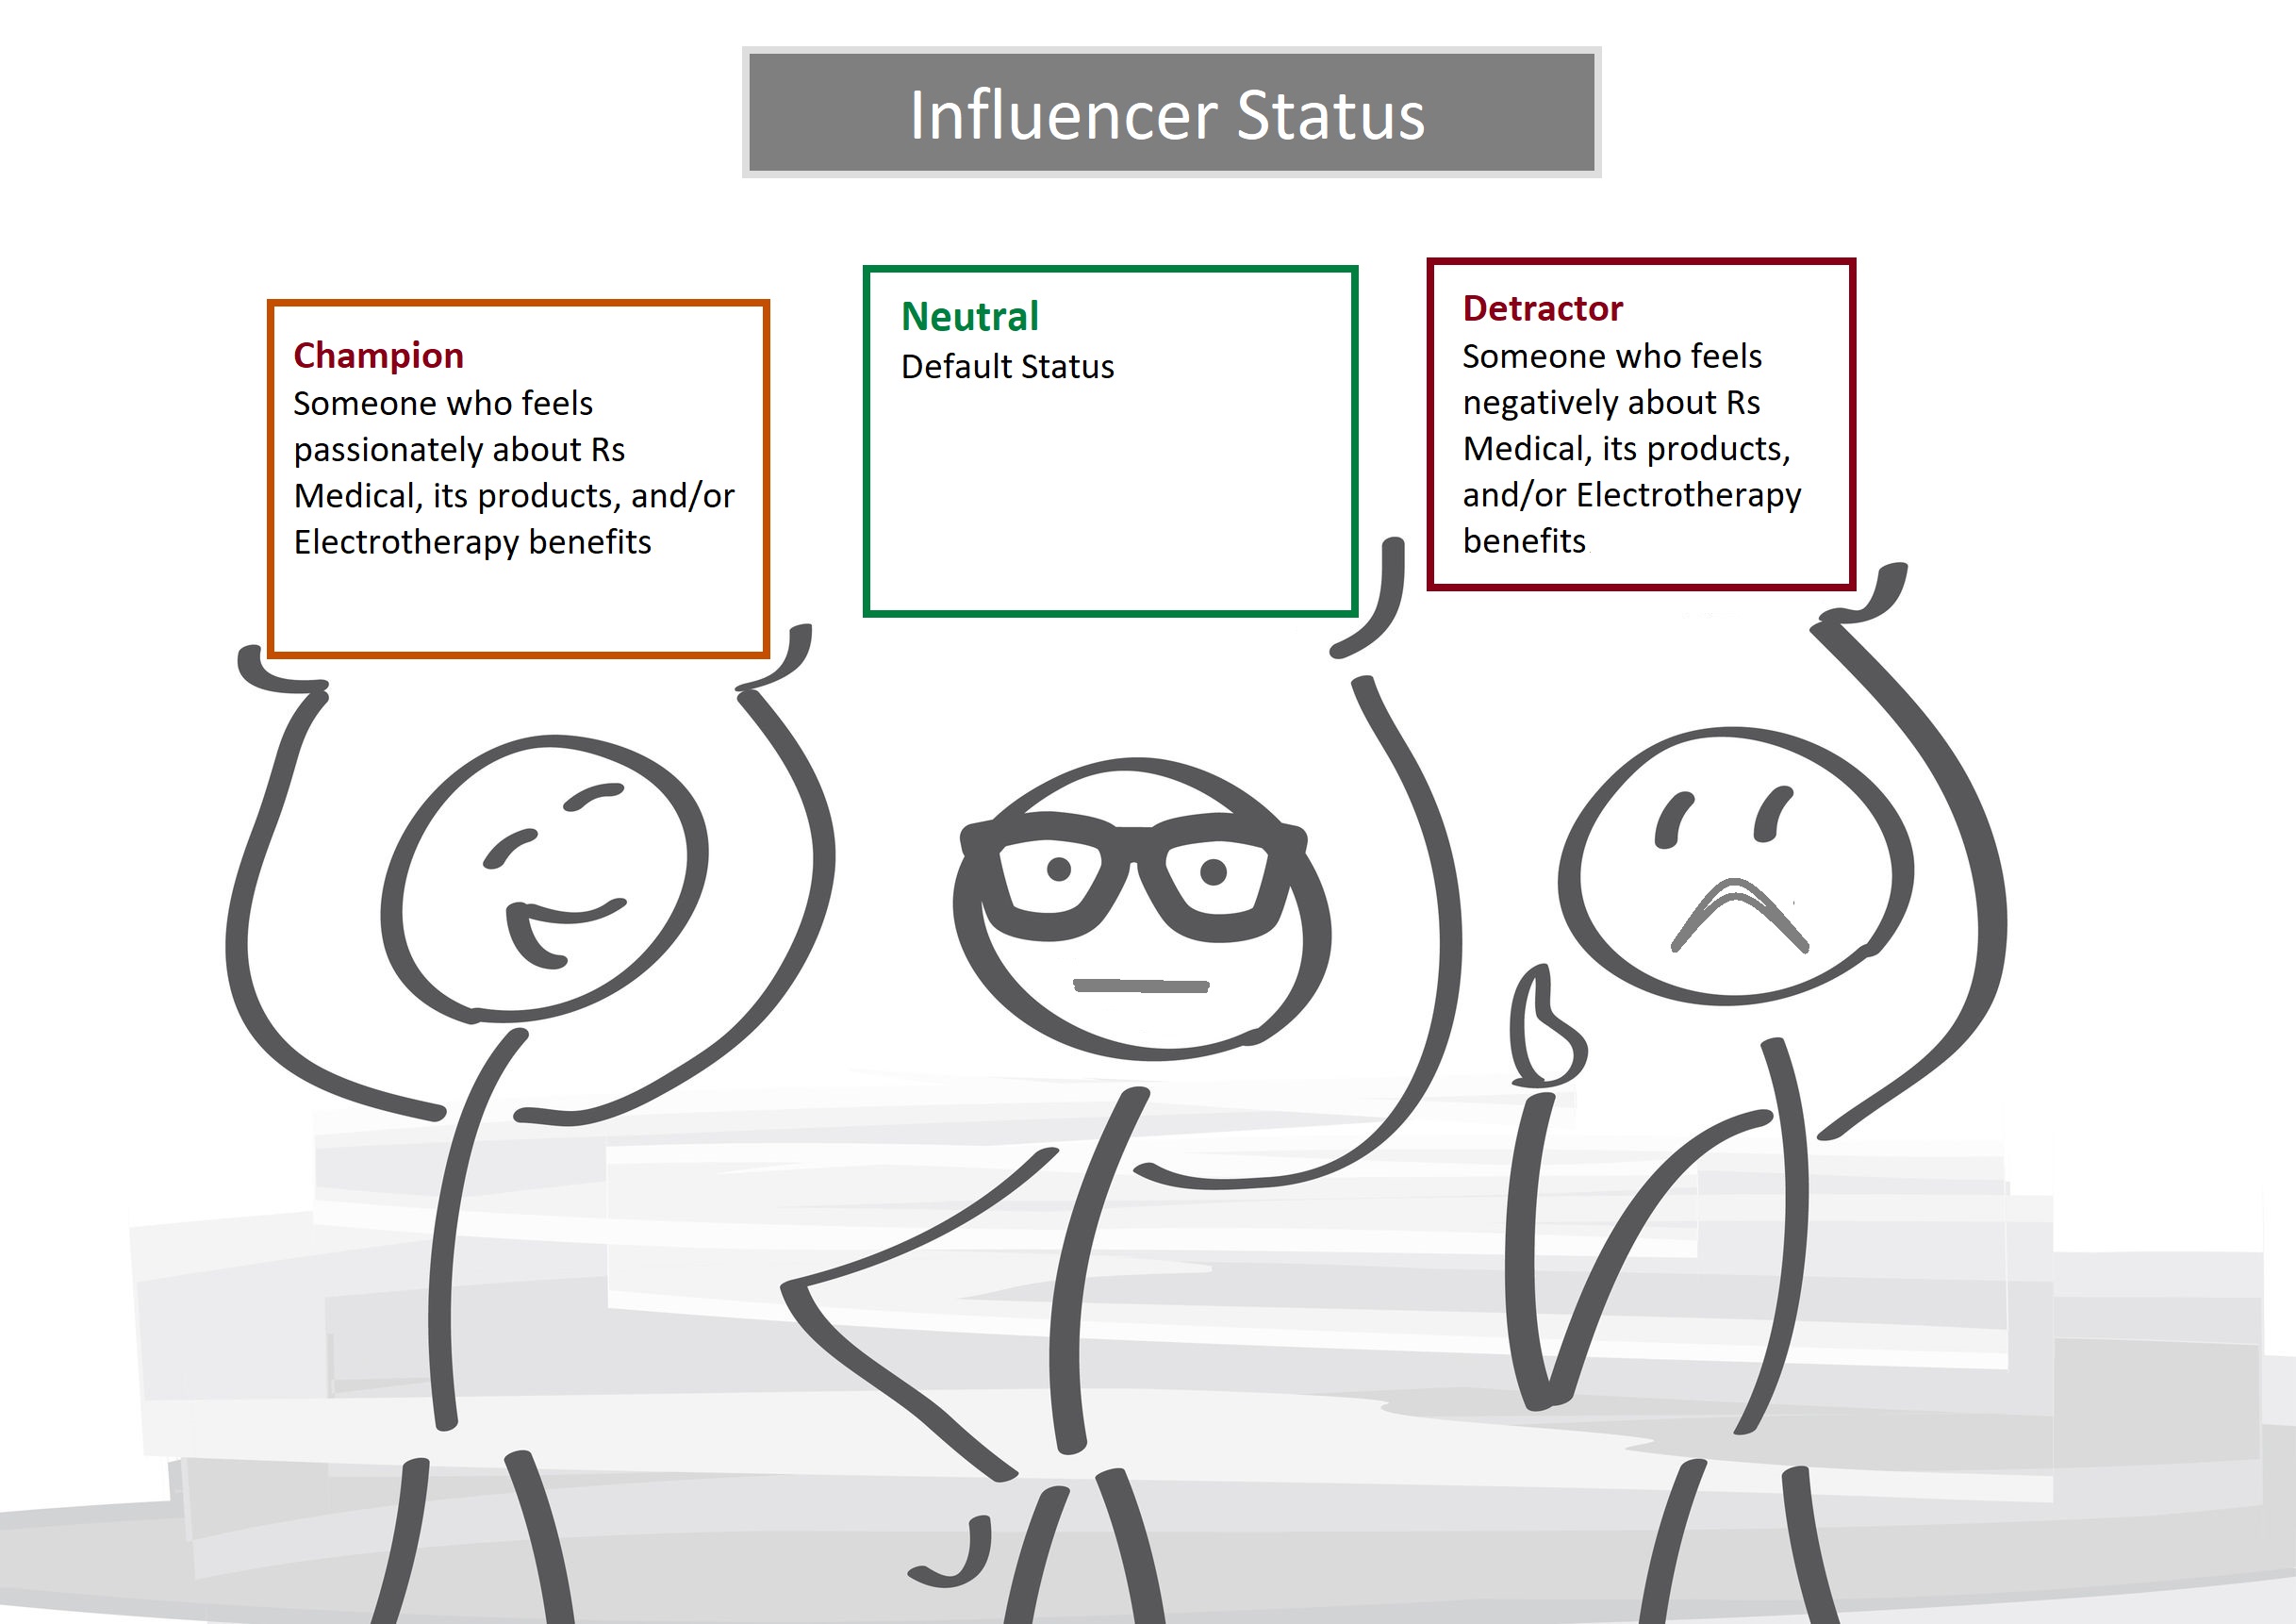 Influencer Status
Champion
Someone who feels
passionately about Rs
Medical, its products, and/or
Electrotherapy benefits
Neutral
Default Status
Detractor
Someone who feels
negatively about Rs
Medical, its products,
and/or Electrotherapy
benefits